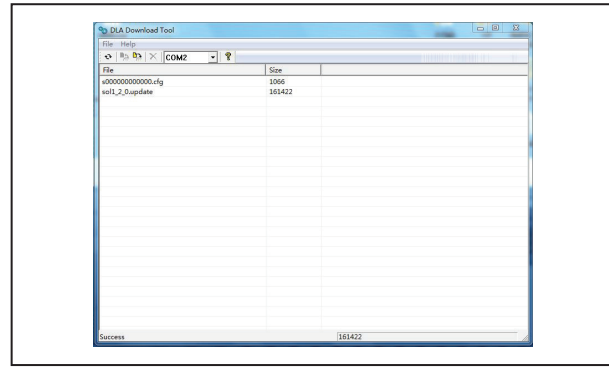 DLA Download Tool
File Help
COM2
File Size
s000000000000.cfg 1066
sol1_2_0.update 161422
Success 161422